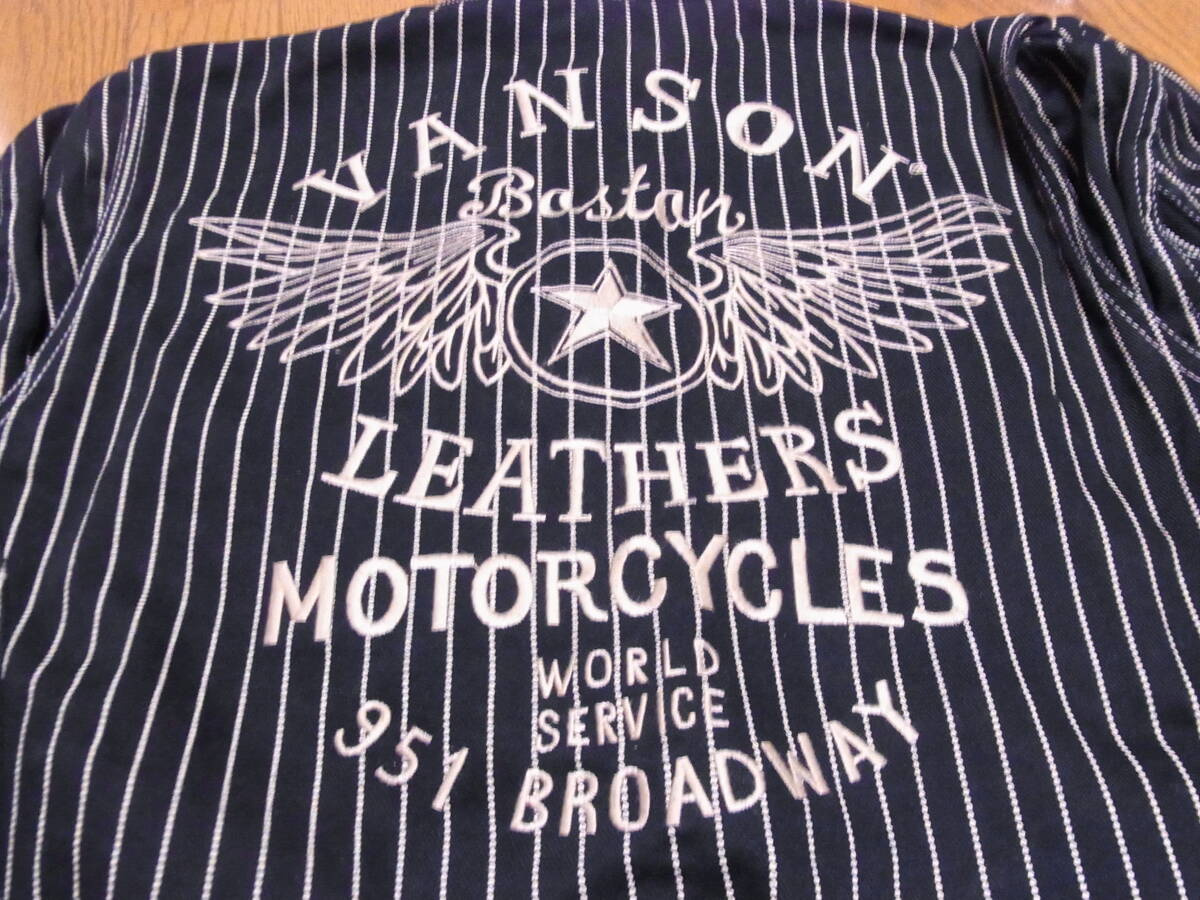 VANSON®
Boston
LEATHERS
MOTORCYCLES
WORLD
SERVICE
951 BROADWAY